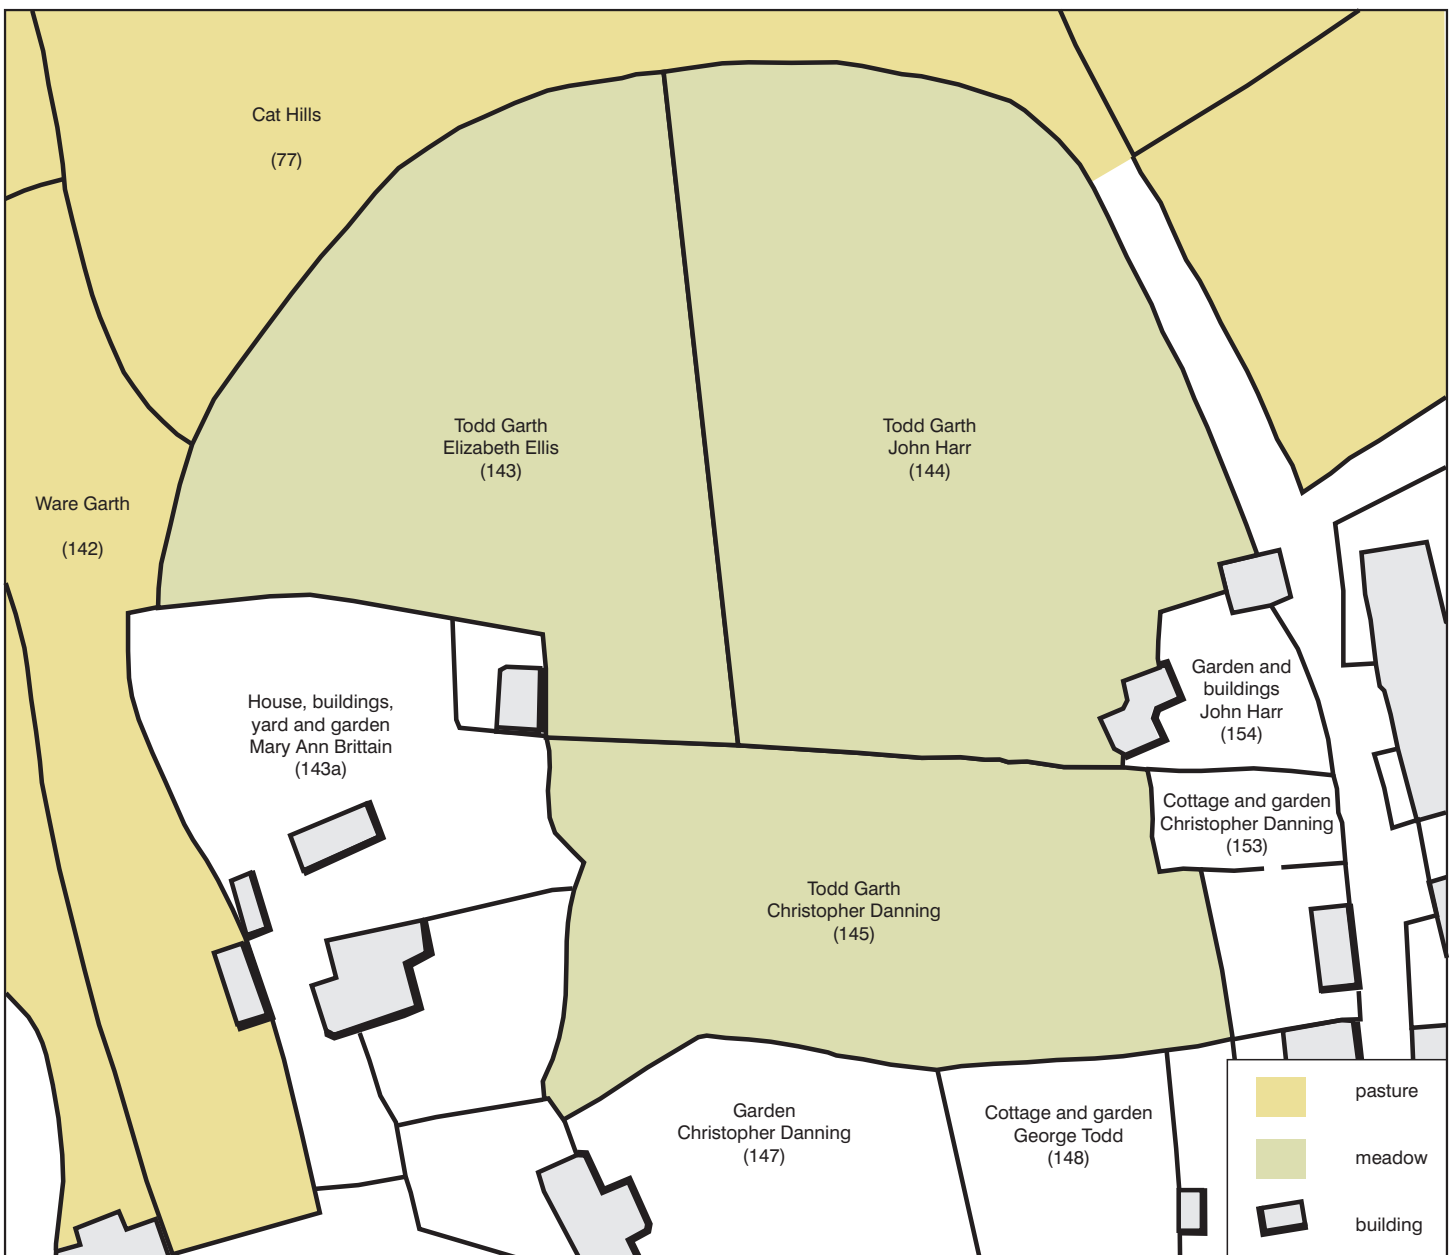 Cat Hills
(77)
Todd Garth
Elizabeth Ellis
(143)
Todd Garth
John Harr
(144)
Ware Garth
(142)
House, buildings,
yard and garden
Mary Ann Brittain
(143a)
Garden and
buildings
John Harr
(154)
Cottage and garden
Christopher Danning
(153)
Todd Garth
Christopher Danning
(145)
Garden
Christopher Danning
(147)
Cottage and garden
George Todd
(148)
pasture
meadow
building